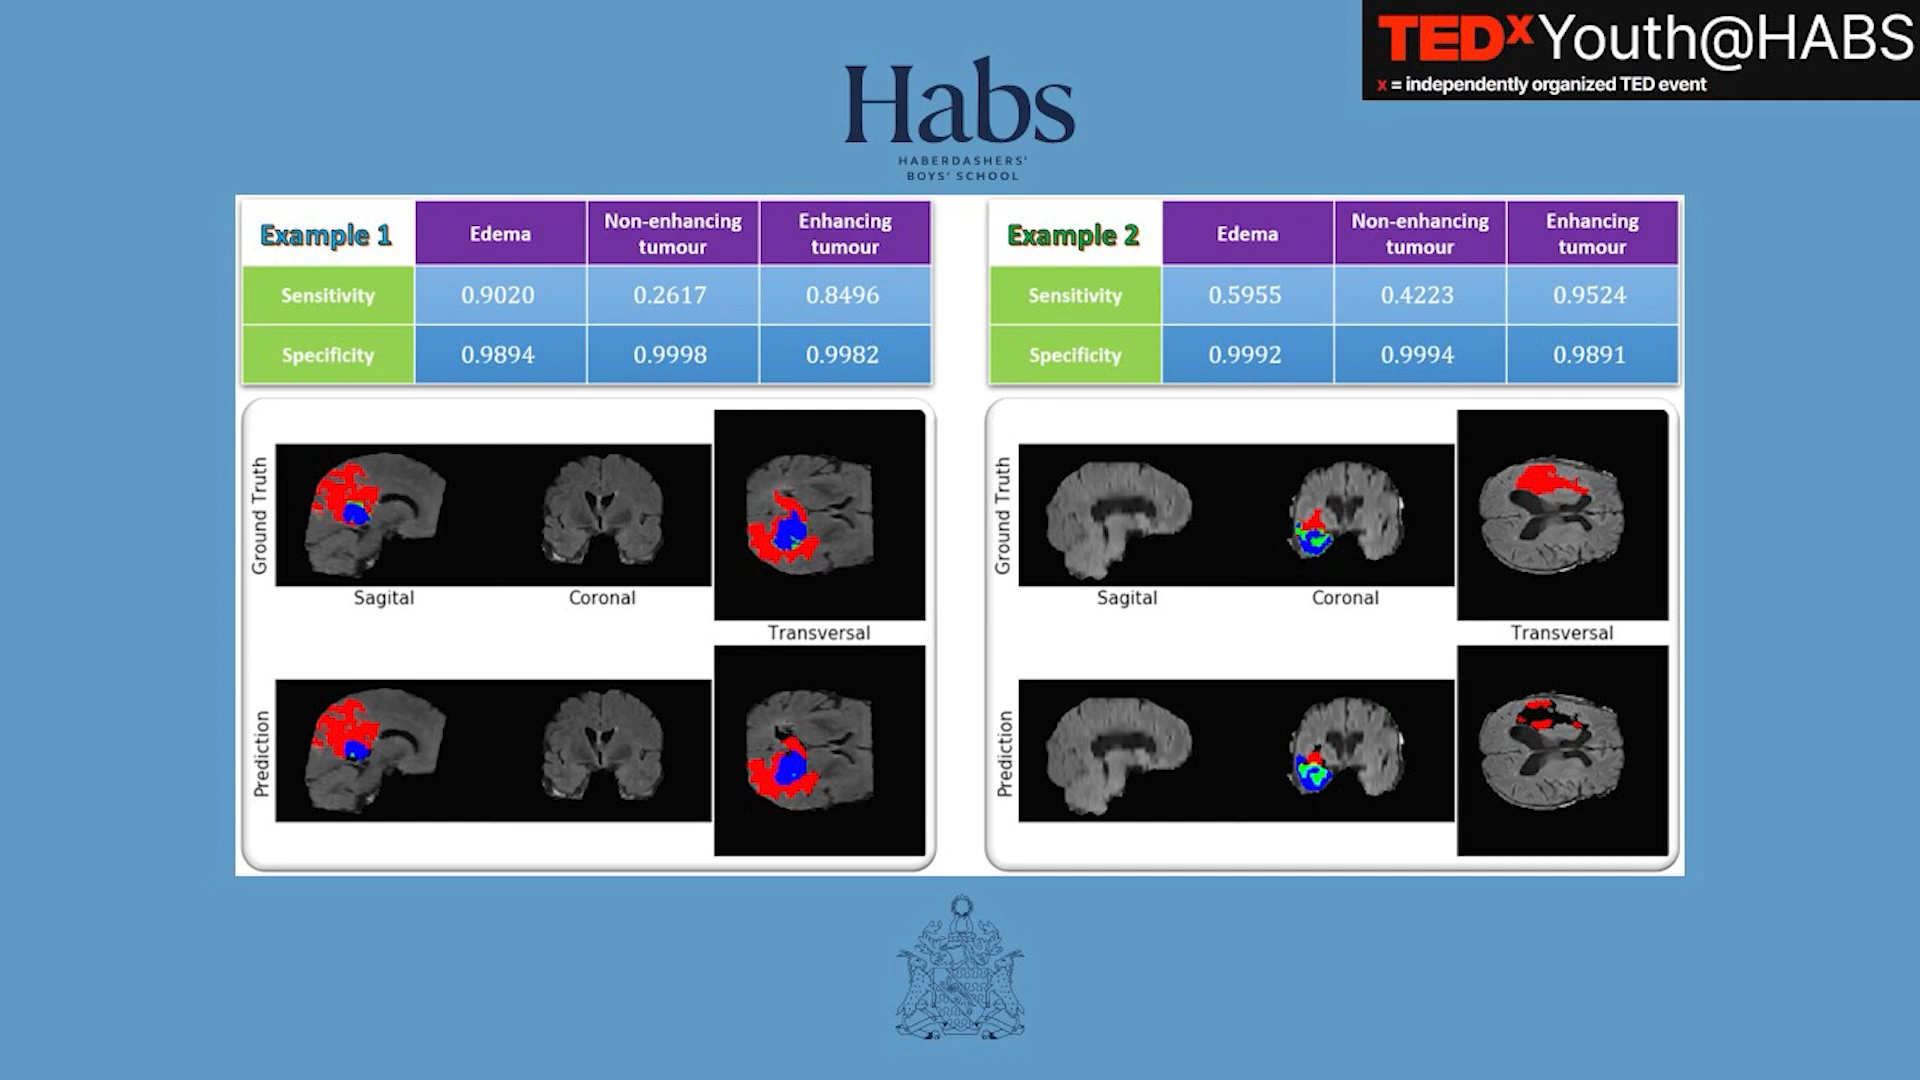 TEDxYouth@HABS
x = independently organized TED event
Habs
HABERDASHERS'
BOYS' SCHOOL
Example 1
Edema
Non-enhancing
tumour
Enhancing
tumour
Sensitivity
0.9020
0.2617
0.8496
Specificity
0.9894
0.9998
0.9982
Ground Truth
Sagital
Coronal
Transversal
Prediction
Example 2
Edema
Non-enhancing
tumour
Enhancing
tumour
Sensitivity
0.5955
0.4223
0.9524
Specificity
0.9992
0.9994
0.9891
Ground Truth
Sagital
Coronal
Transversal
Prediction